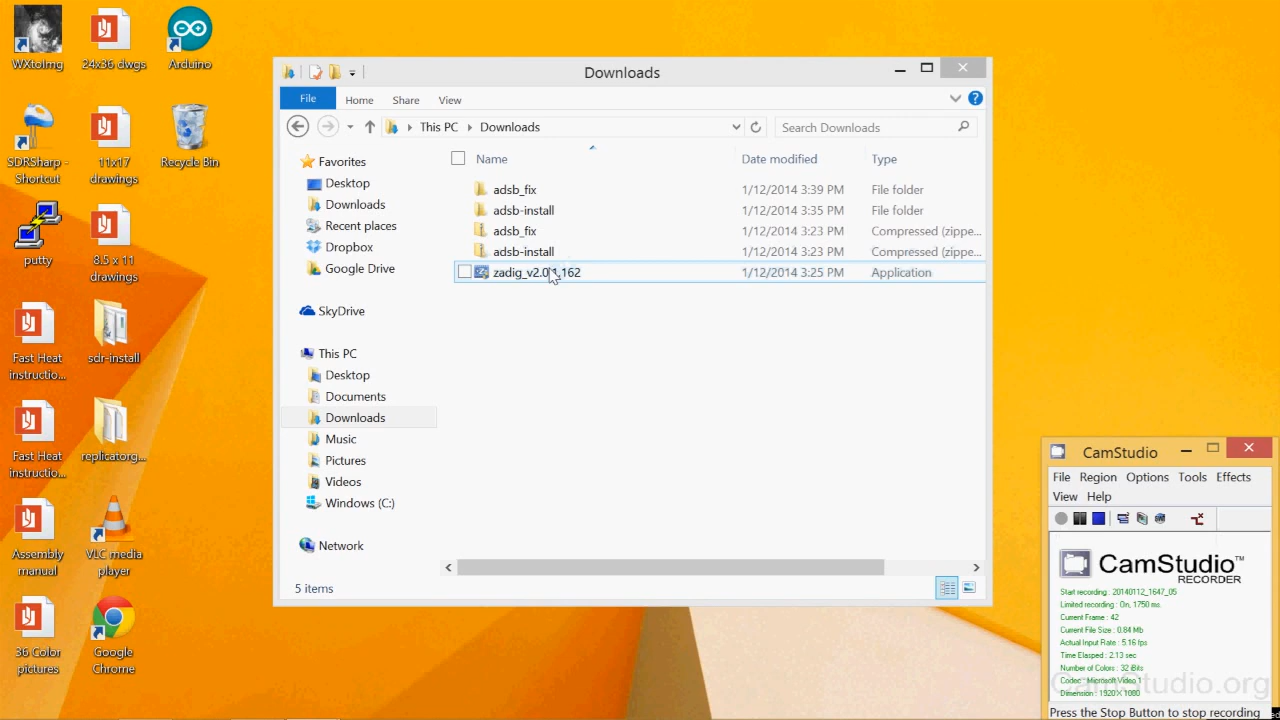 WXtoImg
24x36 dwgs
Arduino
SDRSharp -
Shortcut
11x17
drawings
Recycle Bin
putty
8.5 x 11
drawings
Fast Heat
instructio...
sdr-install
Fast Heat
instructio...
replicatorg...
Assembly
manual
VLC media
player
36 Color
pictures
Google
Chrome
Downloads
File
Home
Share
View
This PC
Downloads
Search Downloads
Favorites
Desktop
Downloads
Recent places
Dropbox
Google Drive
SkyDrive
This PC
Desktop
Documents
Downloads
Music
Pictures
Videos
Windows (C:)
Network
Name Date modified Type
adsb_fix 1/12/2014 3:39 PM File folder
adsb-install 1/12/2014 3:35 PM File folder
adsb_fix 1/12/2014 3:23 PM Compressed (zippe...
adsb-install 1/12/2014 3:23 PM Compressed (zippe...
1/12/2014 3:25 PM Application
5 items
CamStudio
File Region Options Tools Effects
View Help
CamStudio™
RECORDER
Start recording : 20140112_1647_05
Limited recording : On, 1750 ms.
Current Frame : 42
Current File Size : 0.84 Mb
Actual Input Rate : 5.16 fps
Time Elasped : 2.13 sec
Number of Colors : 32 Bits
Codec : Microsoft Video 1
Dimension : 1920 X 1080
CamStudio.org
Press the Stop Button to stop recording